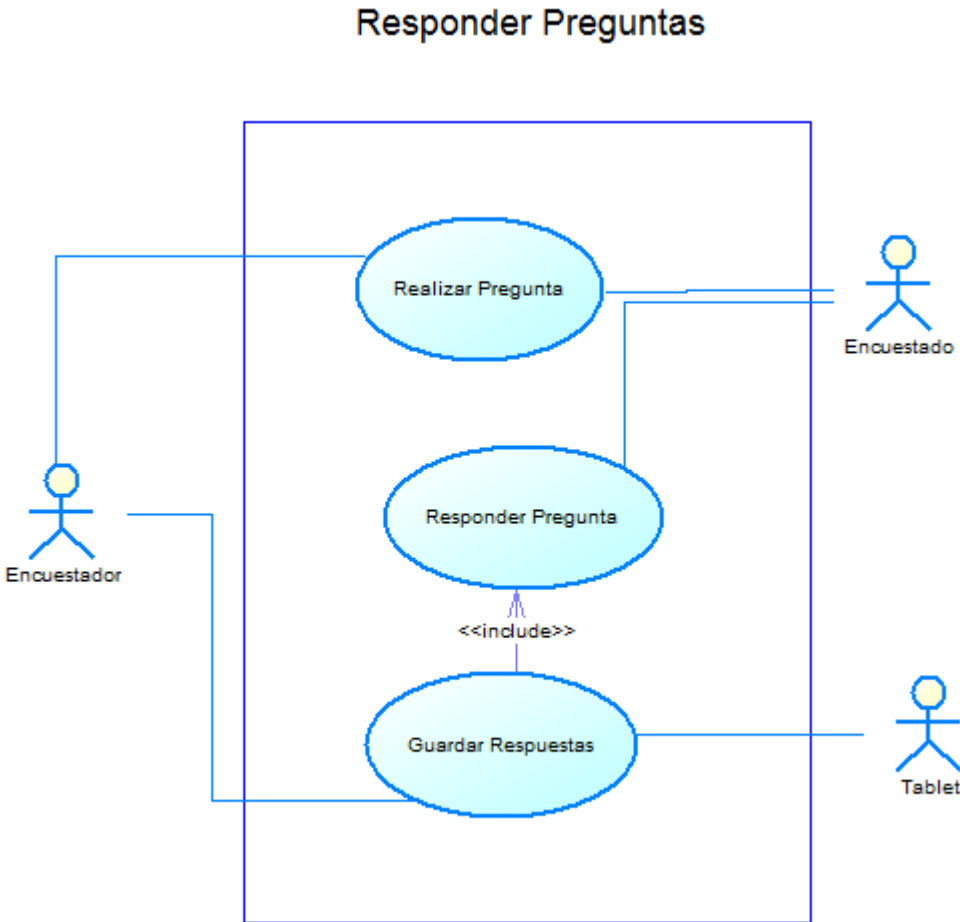 Responder Preguntas
Realizar Pregunta
Encuestado
Responder Pregunta
Encuestador
<<include>>
Guardar Respuestas
Tablet